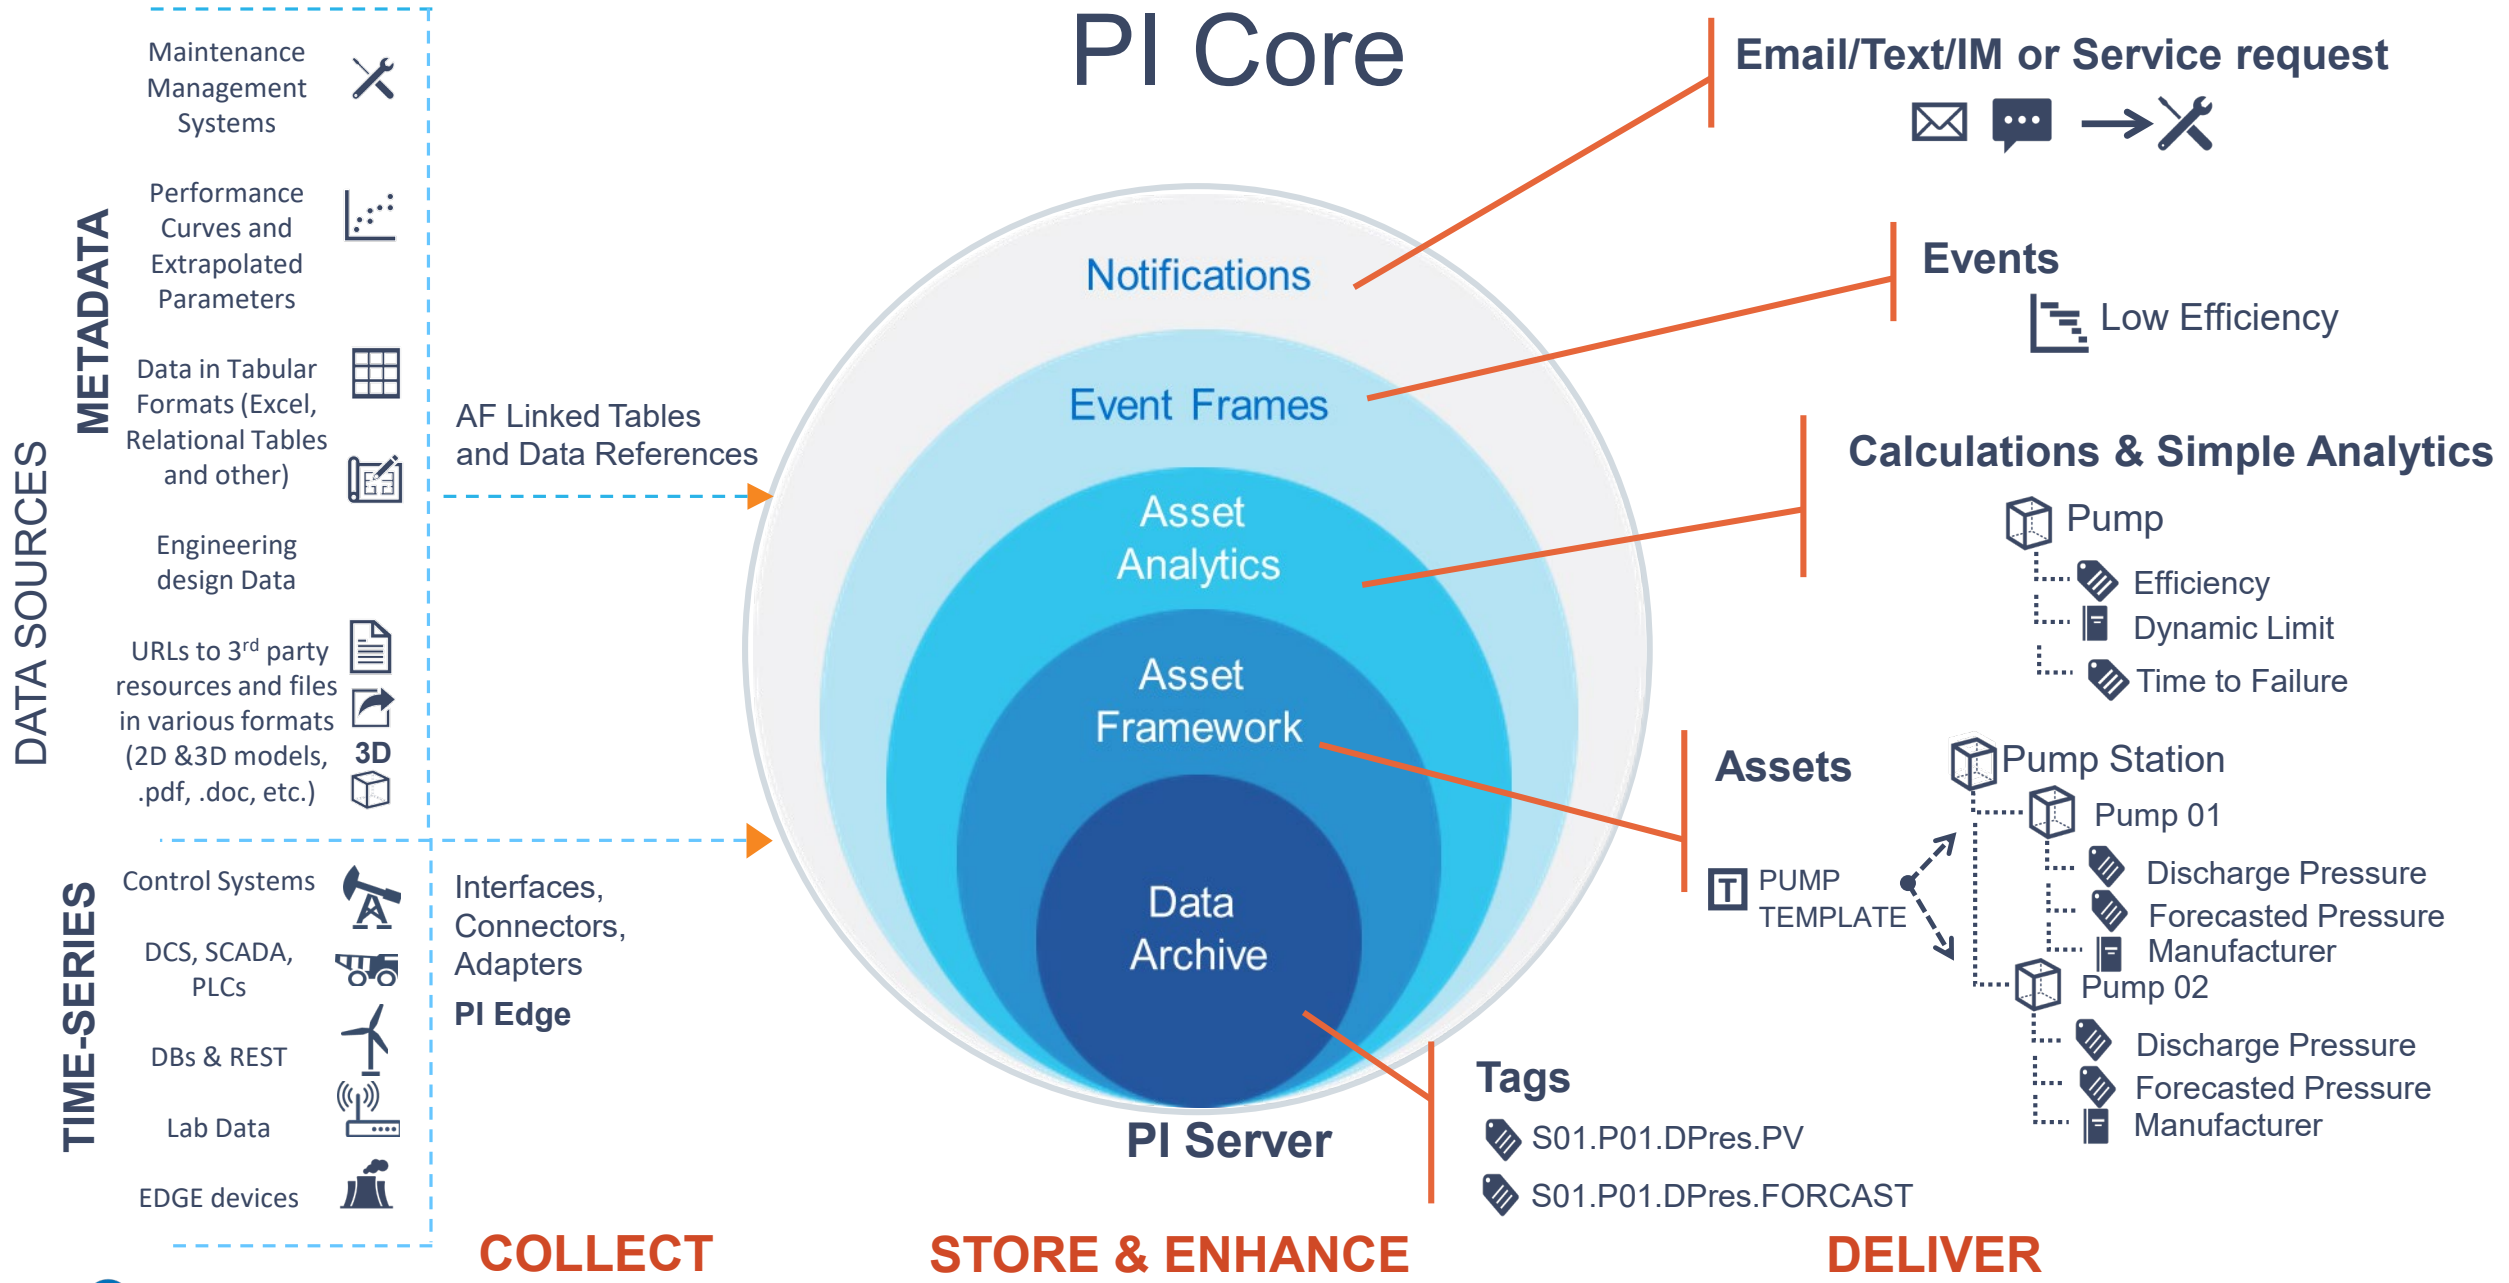 PI Core
DATA SOURCES
METADATA
Maintenance
Management
Systems
Performance
Curves and
Extrapolated
Parameters
Data in Tabular
Formats (Excel,
Relational Tables
and other)
Engineering
design Data
URLs to 3rd party
resources and files
in various formats
(2D &3D models,
.pdf, .doc, etc.)
3D
TIME-SERIES
Control Systems
DCS, SCADA,
PLCs
DBs & REST
Lab Data
EDGE devices
AF Linked Tables
and Data References
Interfaces,
Connectors,
Adapters
PI Edge
Notifications
Event Frames
Asset
Analytics
Asset
Framework
Data
Archive
PI Server
Email/Text/IM or Service request
Events
Low Efficiency
Calculations & Simple Analytics
Pump
Efficiency
Dynamic Limit
Time to Failure
Assets
T PUMP
TEMPLATE
Pump Station
Pump 01
Discharge Pressure
Forecasted Pressure
Manufacturer
Pump 02
Discharge Pressure
Forecasted Pressure
Manufacturer
Tags
S01.P01.DPres.PV
S01.P01.DPres.FORCAST
COLLECT
STORE & ENHANCE
DELIVER